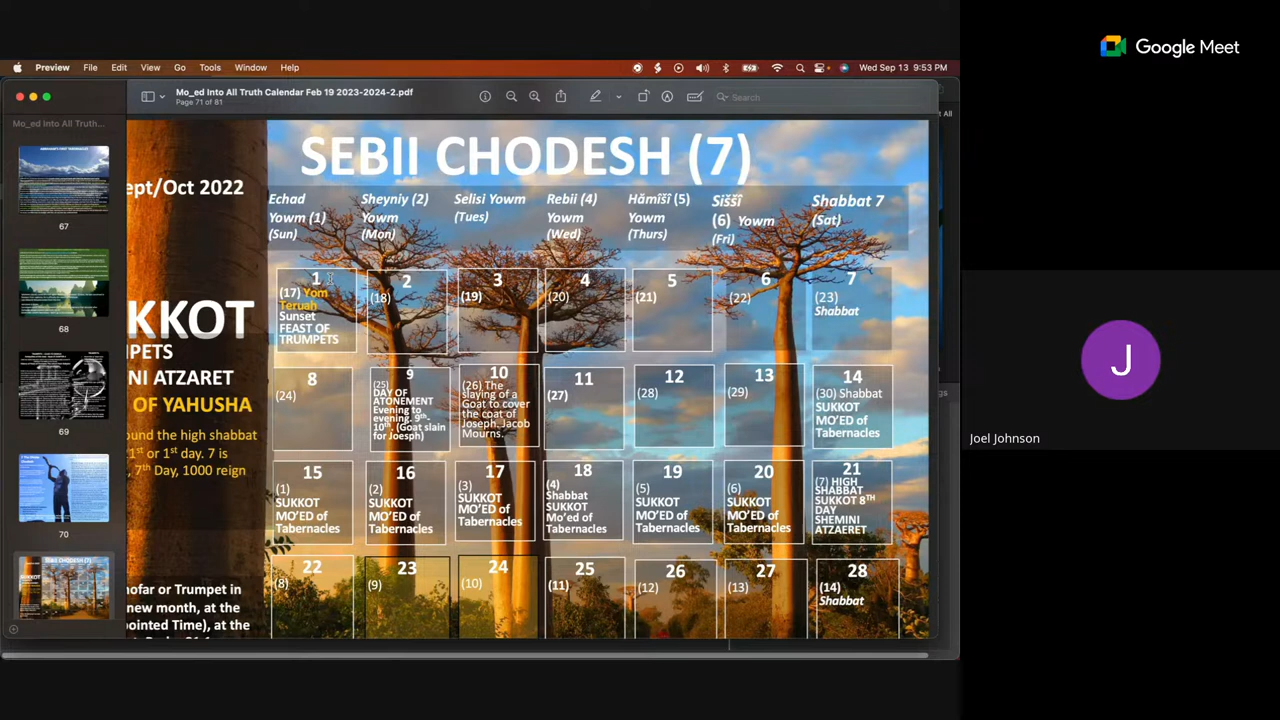 Google Meet
Preview File Edit View Go Tools Window Help
Wed Sep 13 9:53 PM
Mo_ed Into All Truth Calendar Feb 19 2023-2024-2.pdf
Page 71 of 81
Search
Mo_ed Into All Truth...
67
68
69
70
SEBII CHODESH (7)
ept/Oct 2022
KKOT
IPETS
NI ATZARET
OF YAHUSHA
ound the high shabbat
1st or 1st day. 7 is
, 7th Day, 1000 reign
nofar or Trumpet in
new month, at the
pointed Time), at the
Echad
Yowm (1)
(Sun)
Sheyniy (2)
Yowm
(Mon)
Selisi Yowm
(Tues)
Rebii (4)
Yowm
(Wed)
Hămîšî (5)
Yowm
(Thurs)
Sišši
(6) Yowm
(Fri)
Shabbat 7
(Sat)
1
(17) Yom
Teruah
Sunset
FEAST OF
TRUMPETS
2
(18)
3
(19)
4
(20)
5
(21)
6
(22)
7
(23)
Shabbat
8
(24)
9
(25)
DAY OF
ATONEMENT
Evening to
evening. 9th-
10th. (Goat slain
for Joesph)
10
(26) The
slaying of a
Goat to cover
the coat of
Joseph. Jacob
Mourns.
11
(27)
12
(28)
13
(29)
14
(30) Shabbat
SUKKOT
MO'ED of
Tabernacles
15
(1)
SUKKOT
MO'ED of
Tabernacles
16
(2)
SUKKOT
MO'ED of
Tabernacles
17
(3)
SUKKOT
MO'ED of
Tabernacles
18
(4)
Shabbat
SUKKOT
Mo'ed of
Tabernacles
19
(5)
SUKKOT
MO'ED of
Tabernacles
20
(6)
SUKKOT
MO'ED of
Tabernacles
21
(7) HIGH
SHABBAT
SUKKOT 8TH
DAY
SHEMINI
ATZAERET
22
(8)
23
(9)
24
(10)
25
(11)
26
(12)
27
(13)
28
(14)
Shabbat
J
Joel Johnson